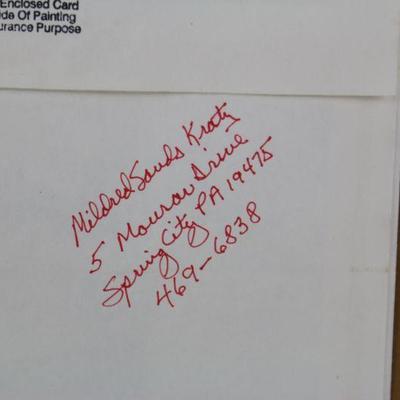 Enclosed Card
ide Of Painting
urance Purpose
Mildred Sands Kratz
5 Mourar Drive
Spring City PA 19475
469-6838